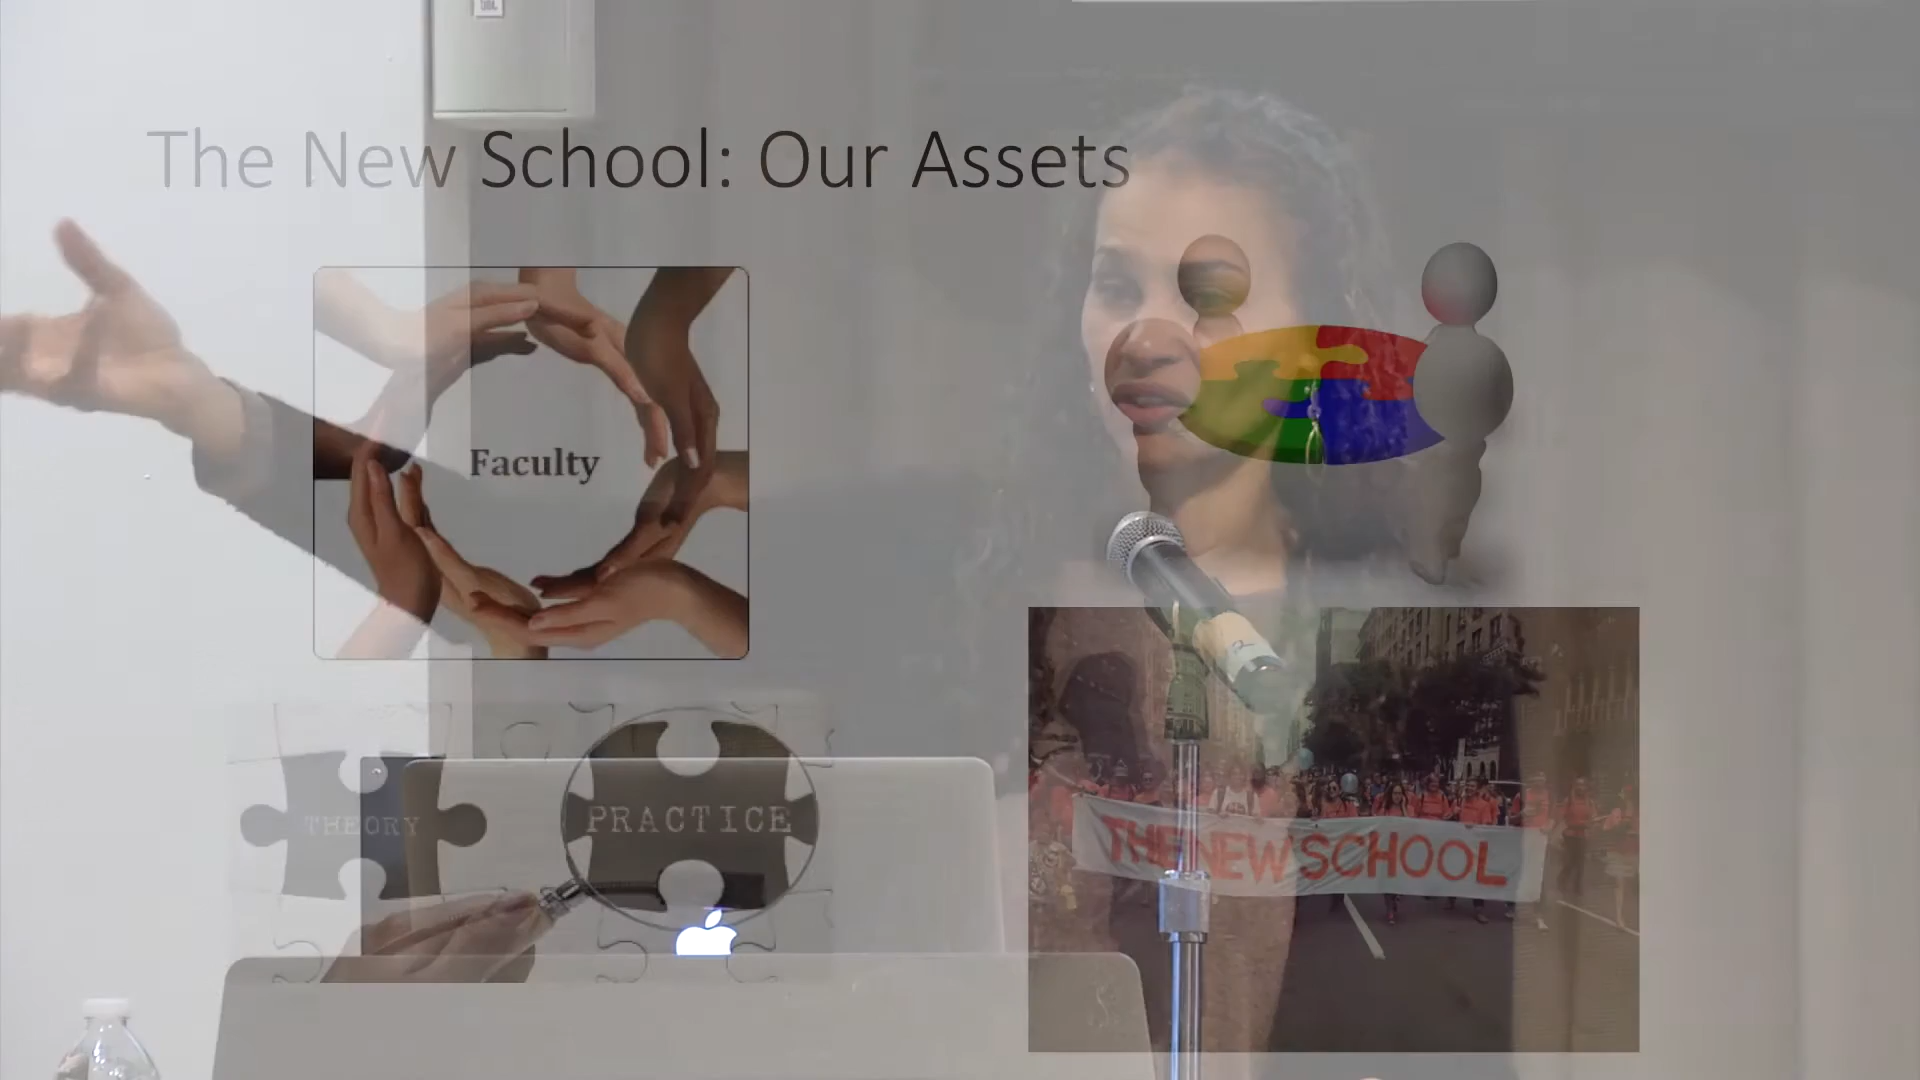 The New School: Our Assets
Faculty
THEORY
PRACTICE
THE NEW SCHOOL